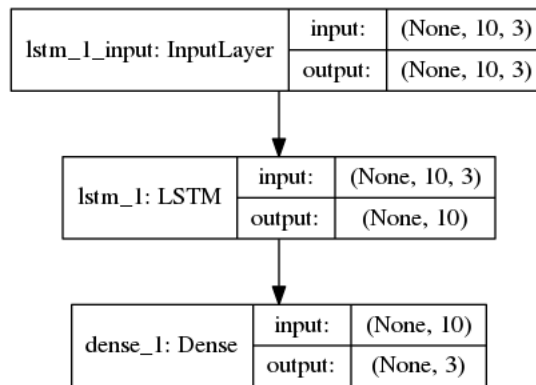 lstm_1_input: InputLayer
input: (None, 10, 3)
output: (None, 10, 3)
lstm_1: LSTM
input: (None, 10, 3)
output: (None, 10)
dense_1: Dense
input: (None, 10)
output: (None, 3)